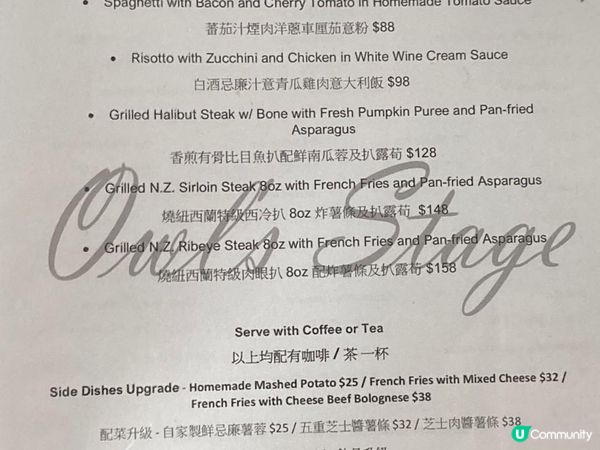 Spaghetti with Bacon and Cherry Tomato in Homemade Tomato Sauce
蕃茄汁煙肉洋蔥車厘茄意粉 $88
• Risotto with Zucchini and Chicken in White Wine Cream Sauce
白酒忌廉汁意青瓜雞肉意大利飯 $98
• Grilled Halibut Steak w/ Bone with Fresh Pumpkin Puree and Pan-fried
Asparagus
香煎有骨比目魚扒配鮮南瓜蓉及扒露荀 $128
• Grilled N.Z. Sirloin Steak 8oz with French Fries and Pan-fried Asparagus
燒紐西蘭特級西冷扒 8oz 炸薯條及扒露荀 $148
• Grilled N.Z. Ribeye Steak 8oz with French Fries and Pan-fried Asparagus
燒紐西蘭特級肉眼扒 8oz 配炸薯條及扒露荀 $158
Owl's Stage
Serve with Coffee or Tea
以上均配有咖啡 / 茶 一杯
Side Dishes Upgrade - Homemade Mashed Potato $25 / French Fries with Mixed Cheese $32 /
French Fries with Cheese Beef Bolognese $38
配菜升級 - 自家製鮮忌廉薯蓉 $25 / 五重芝士醬薯條 $32 / 芝士肉醬薯條 $38
U Community